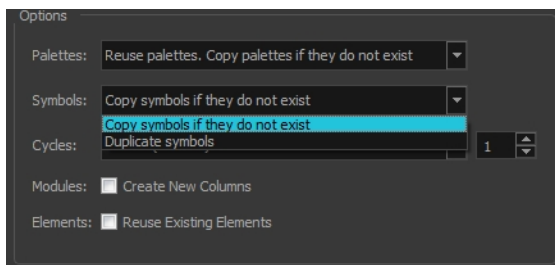 Options
Palettes: Reuse palettes. Copy palettes if they do not exist
Symbols: Copy symbols if they do not exist
Copy symbols if they do not exist
Duplicate symbols
Cycles: 1
Modules: Create New Columns
Elements: Reuse Existing Elements